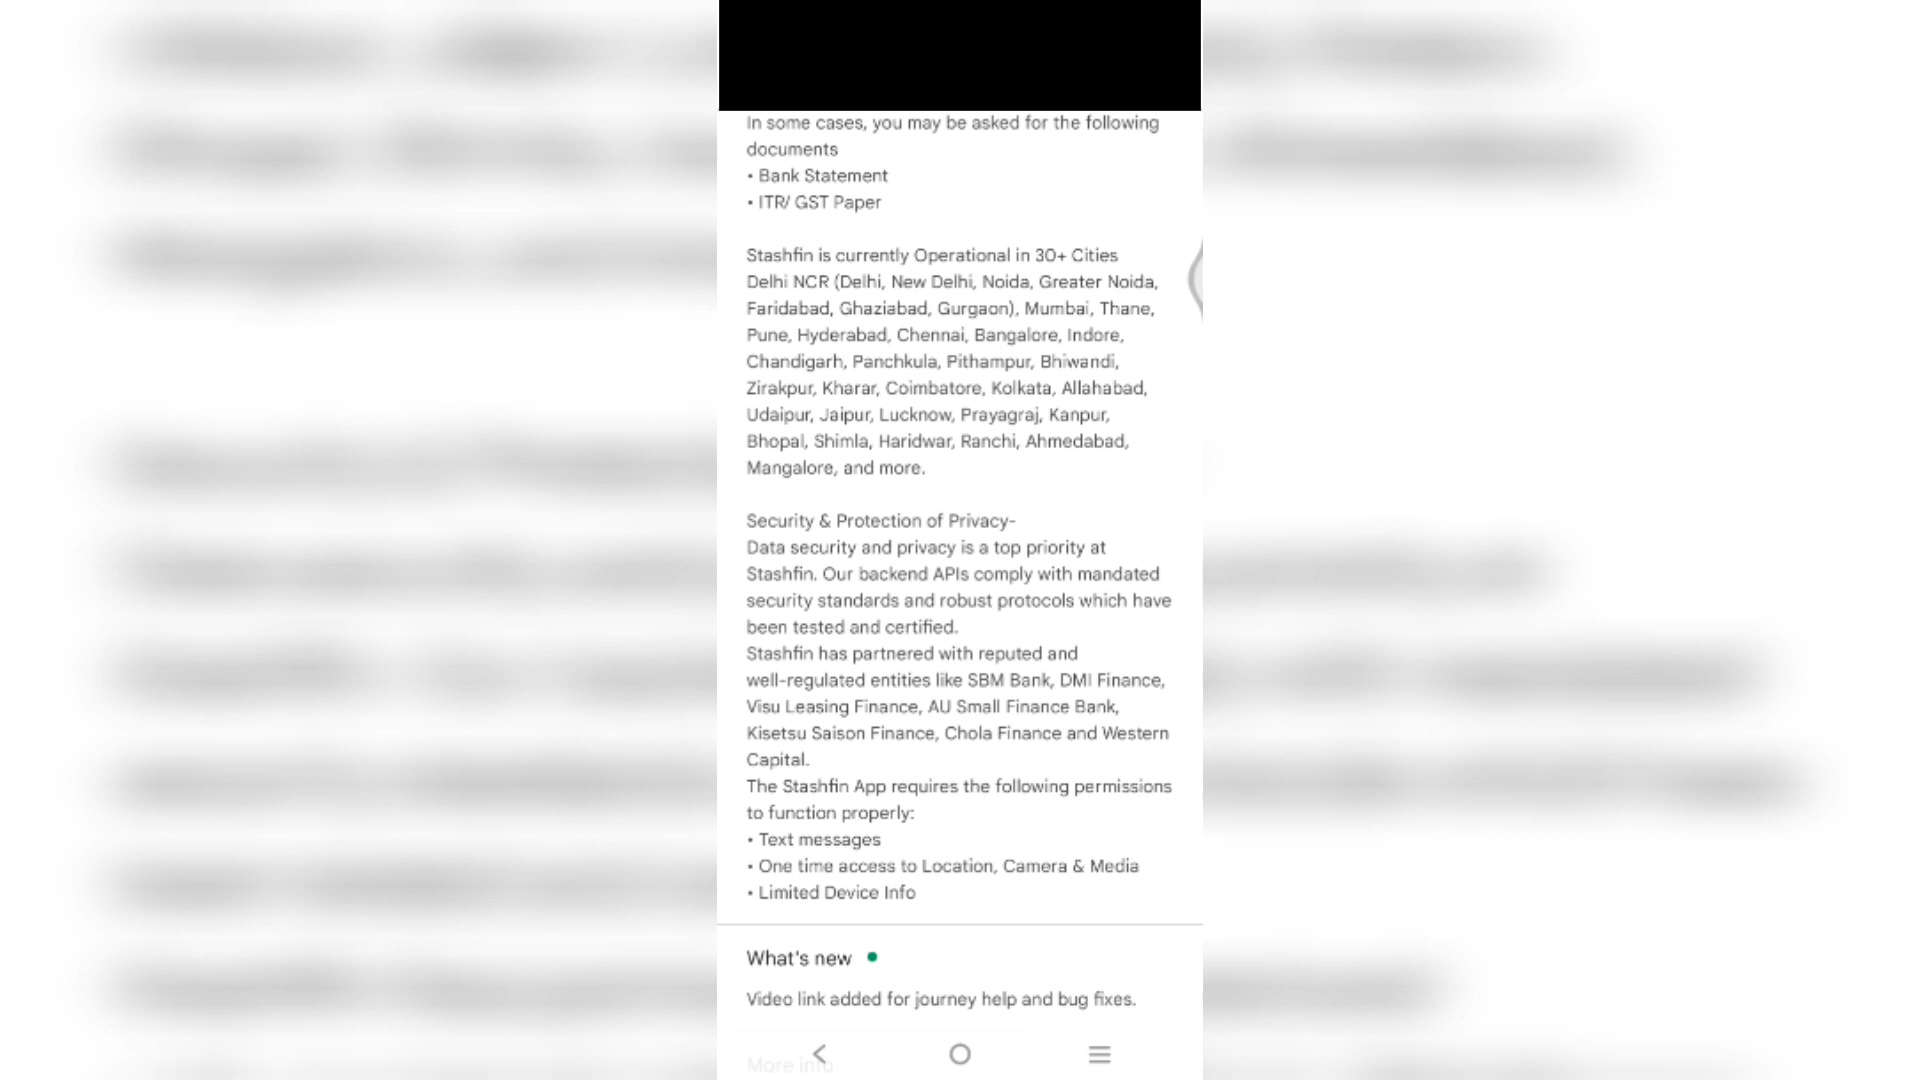 In some cases, you may be asked for the following
documents
• Bank Statement
• ITR/ GST Paper
Stashfin is currently Operational in 30+ Cities
Delhi NCR (Delhi, New Delhi, Noida, Greater Noida,
Faridabad, Ghaziabad, Gurgaon), Mumbai, Thane,
Pune, Hyderabad, Chennai, Bangalore, Indore,
Chandigarh, Panchkula, Pithampur, Bhiwandi,
Zirakpur, Kharar, Coimbatore, Kolkata, Allahabad,
Udaipur, Jaipur, Lucknow, Prayagraj, Kanpur,
Bhopal, Shimla, Haridwar, Ranchi, Ahmedabad,
Mangalore, and more.
Security & Protection of Privacy-
Data security and privacy is a top priority at
Stashfin. Our backend APIs comply with mandated
security standards and robust protocols which have
been tested and certified.
Stashfin has partnered with reputed and
well-regulated entities like SBM Bank, DMI Finance,
Visu Leasing Finance, AU Small Finance Bank,
Kisetsu Saison Finance, Chola Finance and Western
Capital.
The Stashfin App requires the following permissions
to function properly:
• Text messages
• One time access to Location, Camera & Media
• Limited Device Info
What's new
Video link added for journey help and bug fixes.
More info